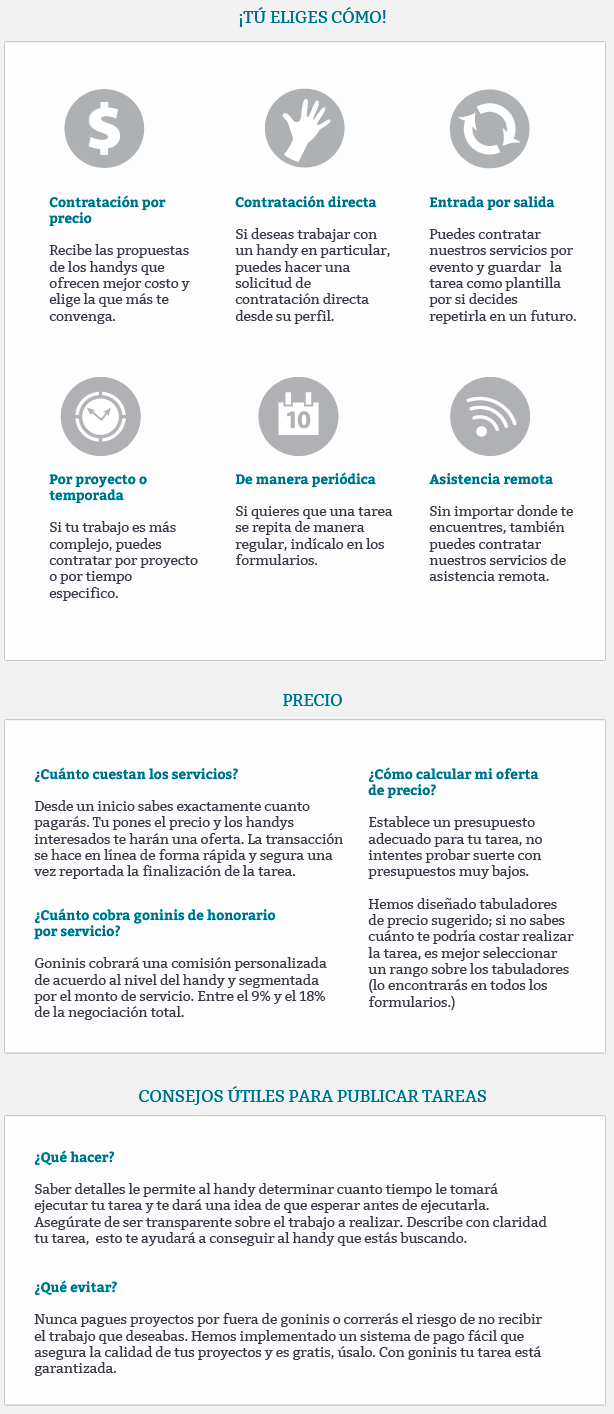 ¡TÚ ELIGES CÓMO!
$
Contratación por
precio
Recibe las propuestas
de los handys que
ofrecen mejor costo y
elige la que más te
convenga.
Contratación directa
Si deseas trabajar con
un handy en particular,
puedes hacer una
solicitud de
contratación directa
desde su perfil.
Entrada por salida
Puedes contratar
nuestros servicios por
evento y guardar la
tarea como plantilla
por si decides
repetirla en un futuro.
Por proyecto o
temporada
Si tu trabajo es más
complejo, puedes
contratar por proyecto
o por tiempo
especifico.
10
De manera periódica
Si quieres que una tarea
se repita de manera
regular, indícalo en los
formularios.
Asistencia remota
Sin importar donde te
encuentres, también
puedes contratar
nuestros servicios de
asistencia remota.
PRECIO
¿Cuánto cuestan los servicios?
Desde un inicio sabes exactamente cuanto
pagarás. Tu pones el precio y los handys
interesados te harán una oferta. La transacción
se hace en línea de forma rápida y segura una
vez reportada la finalización de la tarea.
¿Cuánto cobra goninis de honorario
por servicio?
Goninis cobrará una comisión personalizada
de acuerdo al nivel del handy y segmentada
por el monto de servicio. Entre el 9% y el 18%
de la negociación total.
¿Cómo calcular mi oferta
de precio?
Establece un presupuesto
adecuado para tu tarea, no
intentes probar suerte con
presupuestos muy bajos.
Hemos diseñado tabuladores
de precio sugerido; si no sabes
cuánto te podría costar realizar
la tarea, es mejor seleccionar
un rango sobre los tabuladores
(lo encontrarás en todos los
formularios.)
CONSEJOS ÚTILES PARA PUBLICAR TAREAS
¿Qué hacer?
Saber detalles le permite al handy determinar cuanto tiempo le tomará
ejecutar tu tarea y te dará una idea de que esperar antes de ejecutarla.
Asegúrate de ser transparente sobre el trabajo a realizar. Describe con claridad
tu tarea, esto te ayudará a conseguir al handy que estás buscando.
¿Qué evitar?
Nunca pagues proyectos por fuera de goninis o correrás el riesgo de no recibir
el trabajo que deseabas. Hemos implementado un sistema de pago fácil que
asegura la calidad de tus proyectos y es gratis, úsalo. Con goninis tu tarea está
garantizada.